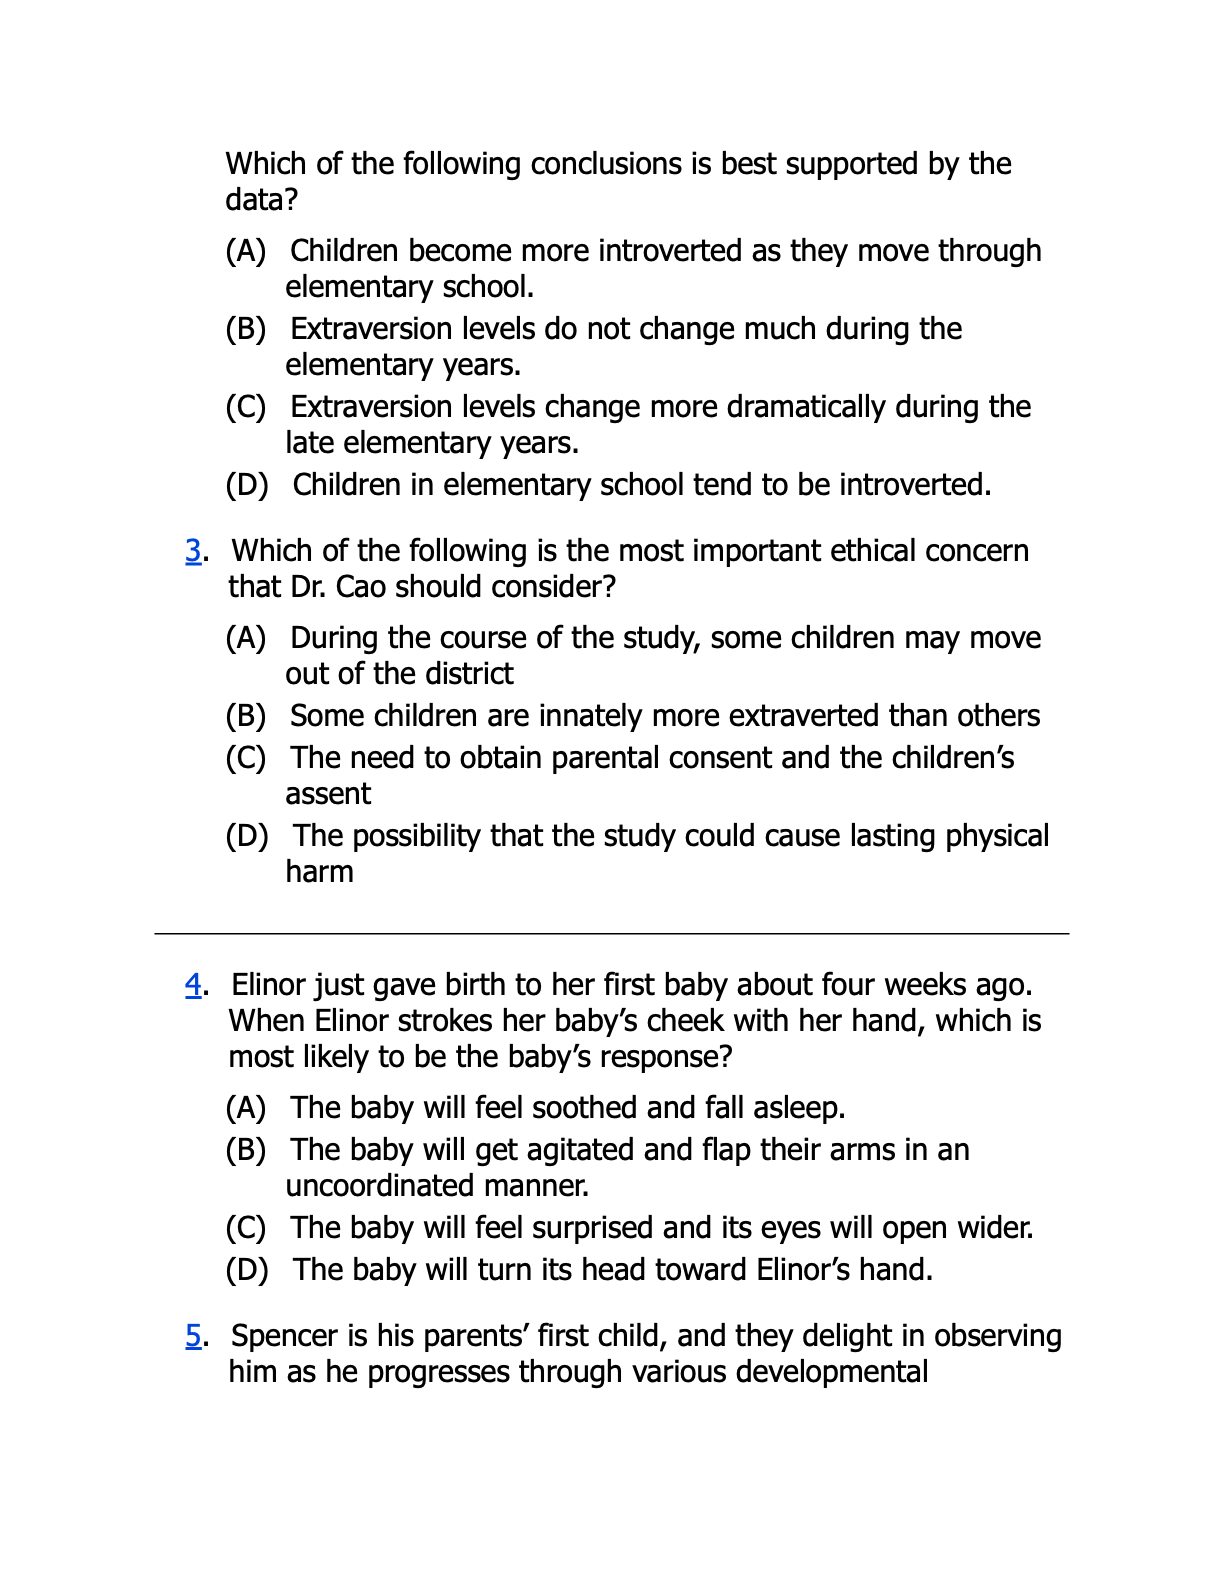 Which of the following conclusions is best supported by the
data?
(A) Children become more introverted as they move through
elementary school.
(B) Extraversion levels do not change much during the
elementary years.
(C) Extraversion levels change more dramatically during the
late elementary years.
(D) Children in elementary school tend to be introverted.
3. Which of the following is the most important ethical concern
that Dr. Cao should consider?
(A) During the course of the study, some children may move
out of the district
(B) Some children are innately more extraverted than others
(C) The need to obtain parental consent and the children’s
assent
(D) The possibility that the study could cause lasting physical
harm
4. Elinor just gave birth to her first baby about four weeks ago.
When Elinor strokes her baby’s cheek with her hand, which is
most likely to be the baby’s response?
(A) The baby will feel soothed and fall asleep.
(B) The baby will get agitated and flap their arms in an
uncoordinated manner.
(C) The baby will feel surprised and its eyes will open wider.
(D) The baby will turn its head toward Elinor’s hand.
5. Spencer is his parents’ first child, and they delight in observing
him as he progresses through various developmental